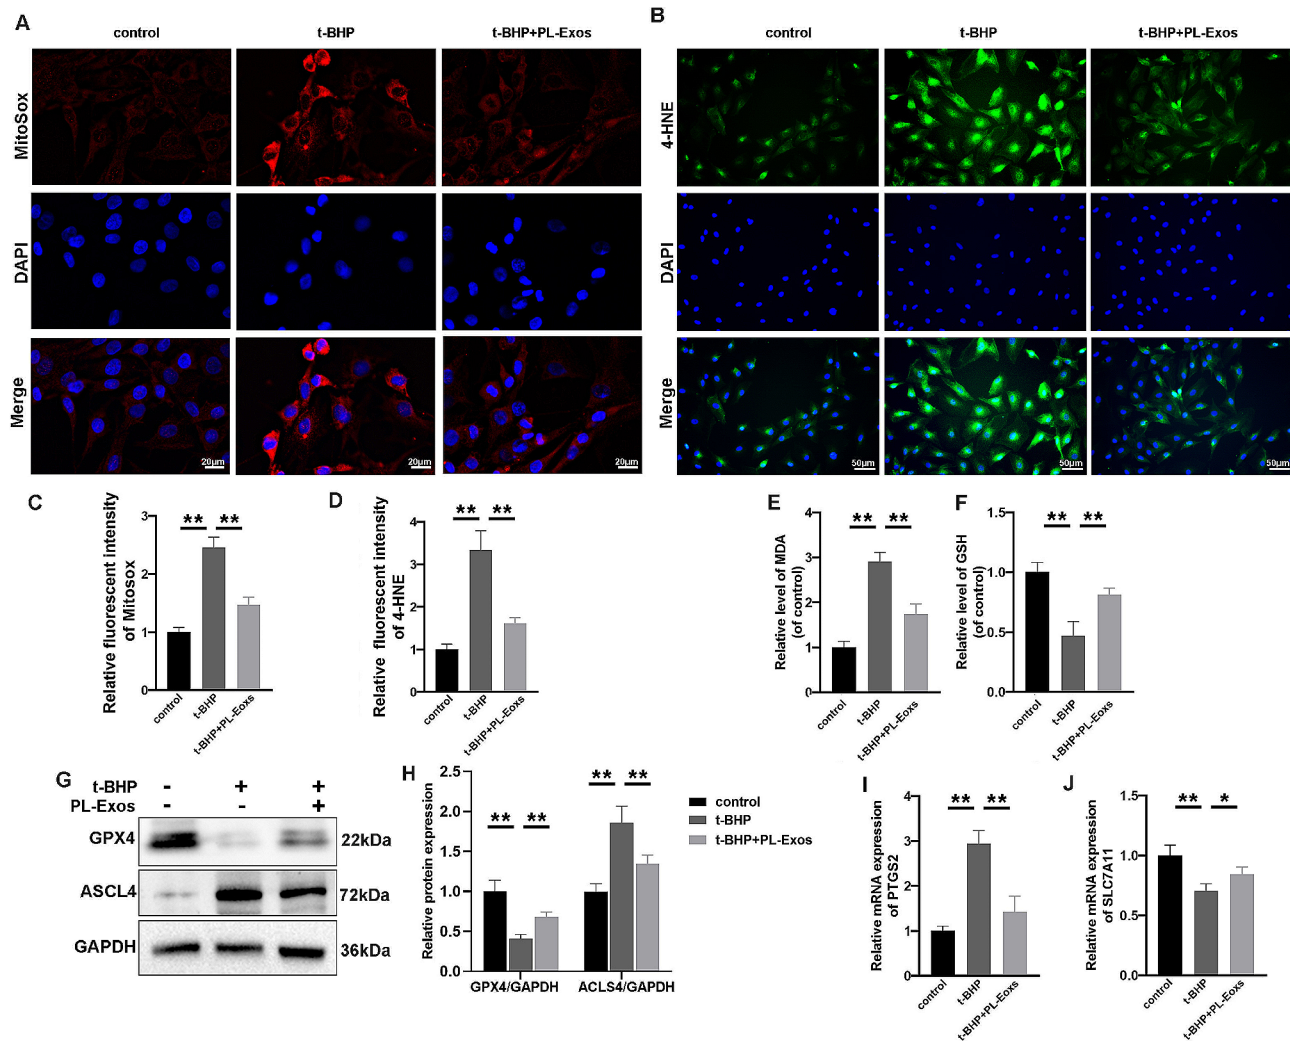 A
control
t-BHP
t-BHP+PL-Exos
MitoSox
DAPI
Merge
20μm
20μm
20μm
B
control
t-BHP
t-BHP+PL-Exos
4-HNE
DAPI
Merge
50μm
50μm
50μm
C
Relative fluorescent intensity
of Mitosox
3
2
1
0
** **
control
t-BHP
t-BHP+PL-Eoxs
D
Relative fluorescent intensity
of 4-HNE
4
3
2
1
0
** **
control
t-BHP
t-BHP+PL-Exos
E
Relative level of MDA
(of control)
4
3
2
1
0
** **
control
t-BHP
t-BHP+PL-Exos
F
Relative level of GSH
(of control)
1.5
1.0
0.5
0.0
** **
control
t-BHP
t-BHP+PL-Exos
G
t-BHP - + +
PL-Exos - - +
GPX4 22kDa
ASCL4 72kDa
GAPDH 36kDa
H
Relative protein expression
2.5
2.0
1.5
1.0
0.5
0.0
** **
** **
GPX4/GAPDH ACLS4/GAPDH
control
t-BHP
t-BHP+PL-Exos
I
Relative mRNA expression
of PTGS2
4
3
2
1
0
** **
control
t-BHP
t-BHP+PL-Eoxs
J
Relative mRNA expression
of SLC7A11
1.5
1.0
0.5
0.0
** *
control
t-BHP
t-BHP+PL-Exos